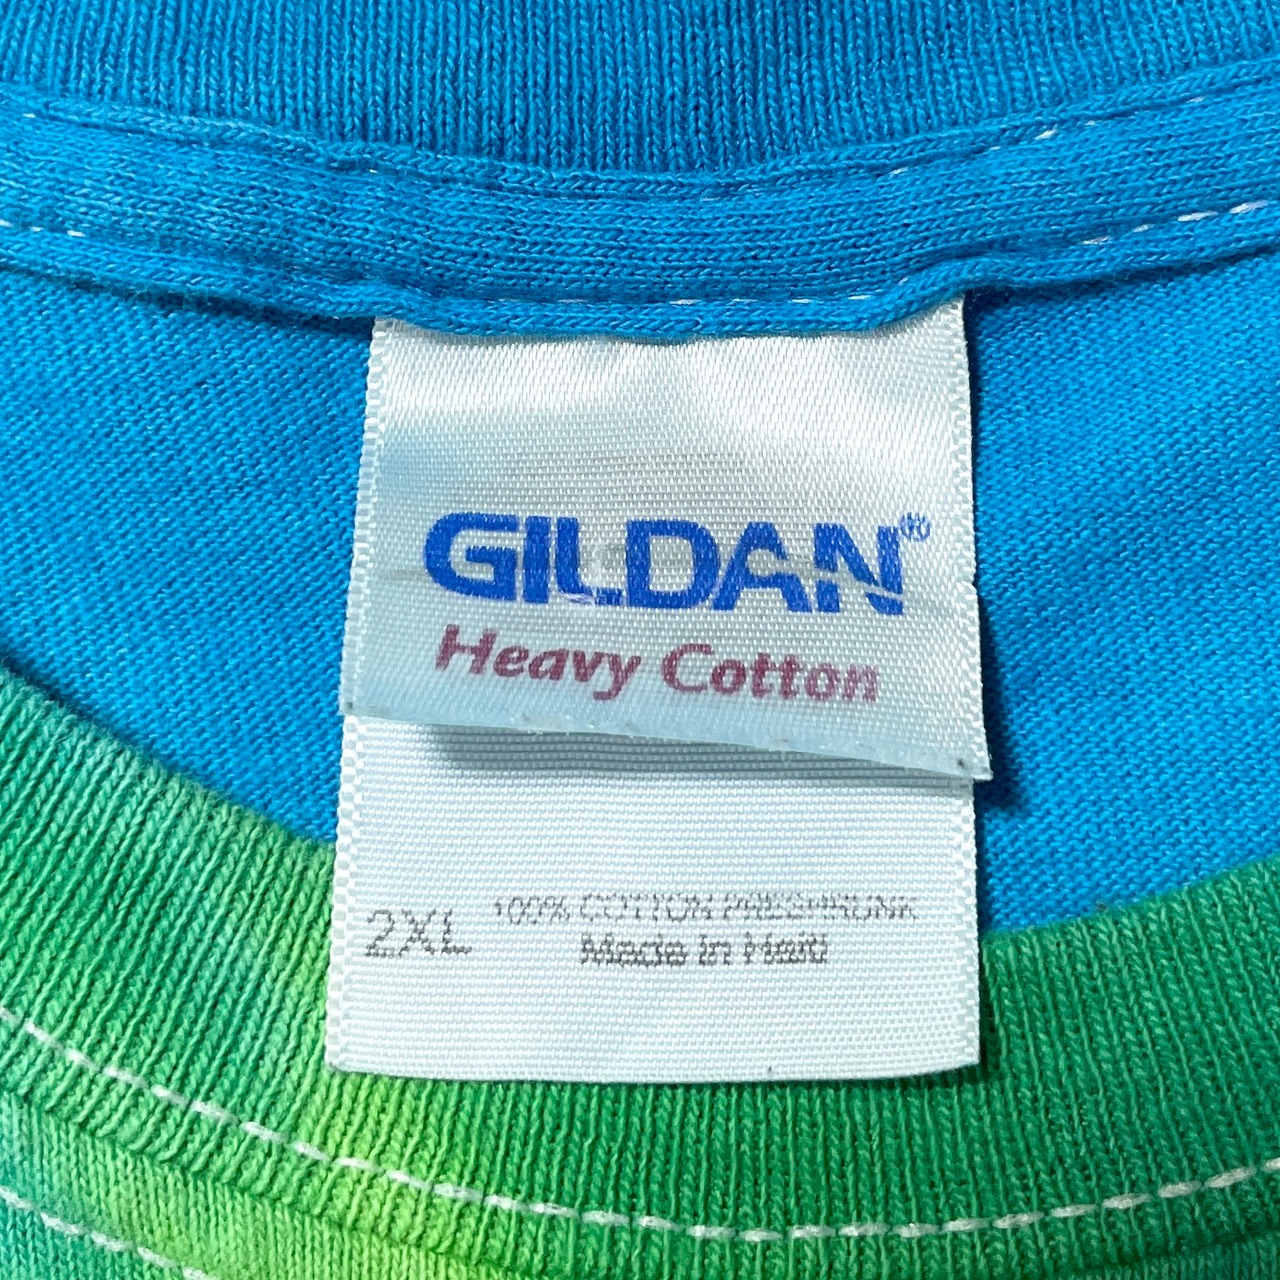 GILDAN®
Heavy Cotton
2XL 100% COTTON PRESHRUNK
Made in Haiti